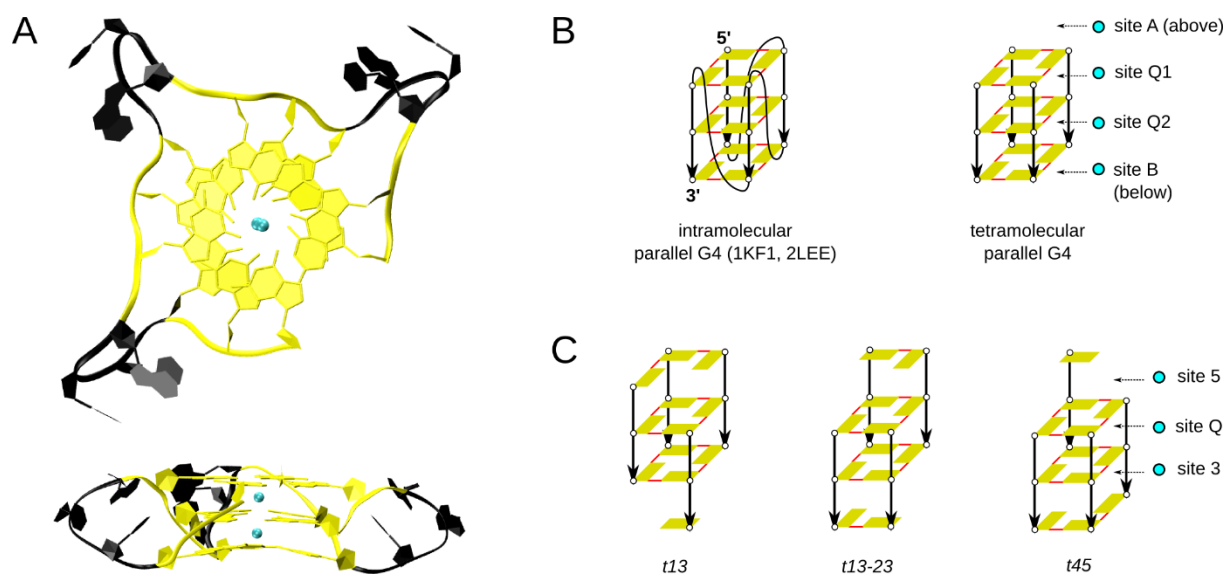 A
B
5'
3'
intramolecular
parallel G4 (1KF1, 2LEE)
tetramolecular
parallel G4
site A (above)
site Q1
site Q2
site B
(below)
C
t13
t13-23
t45
site 5
site Q
site 3